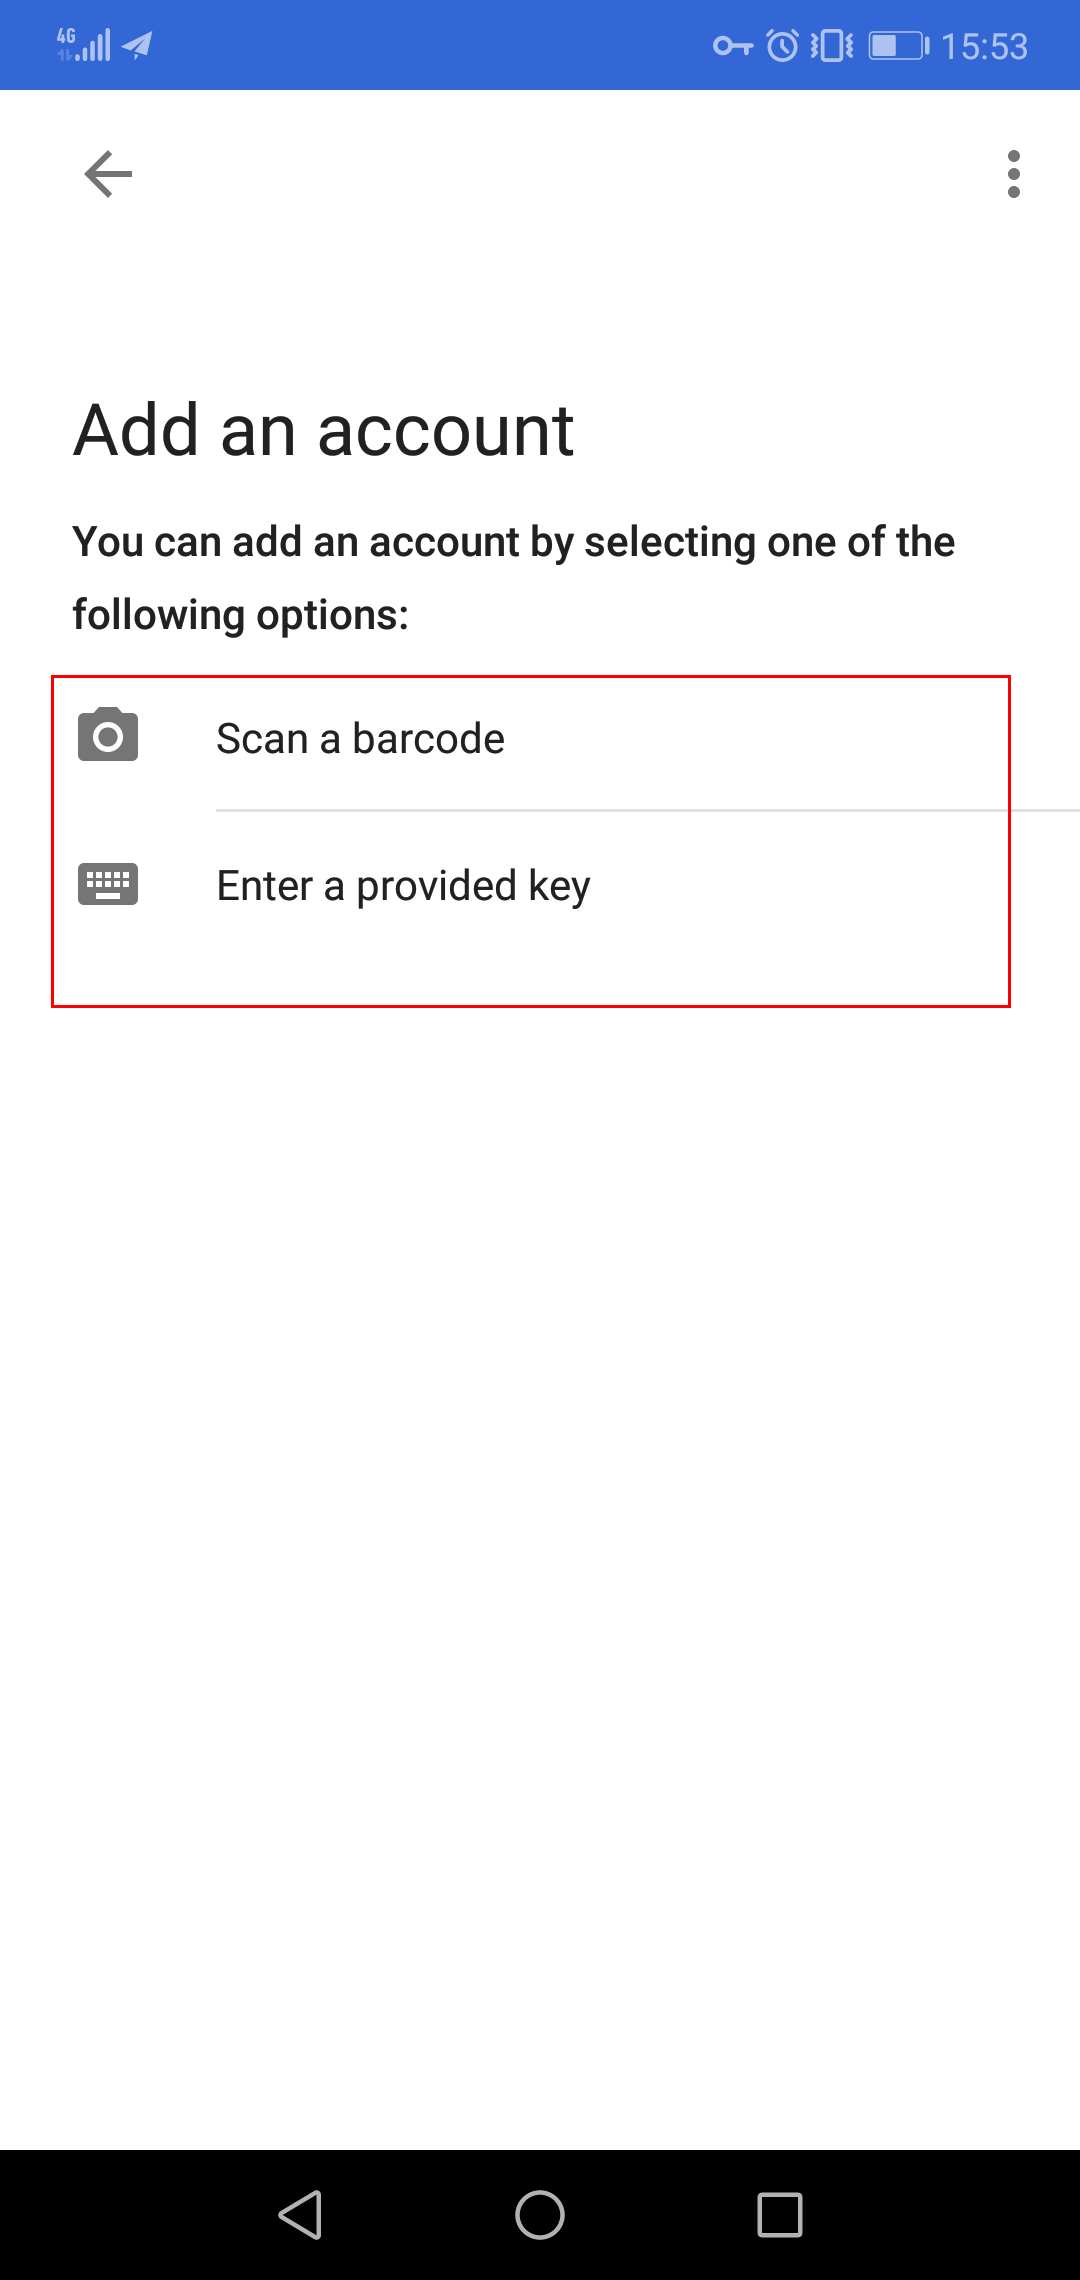 4G
15:53
Add an account
You can add an account by selecting one of the
following options:
Scan a barcode
Enter a provided key